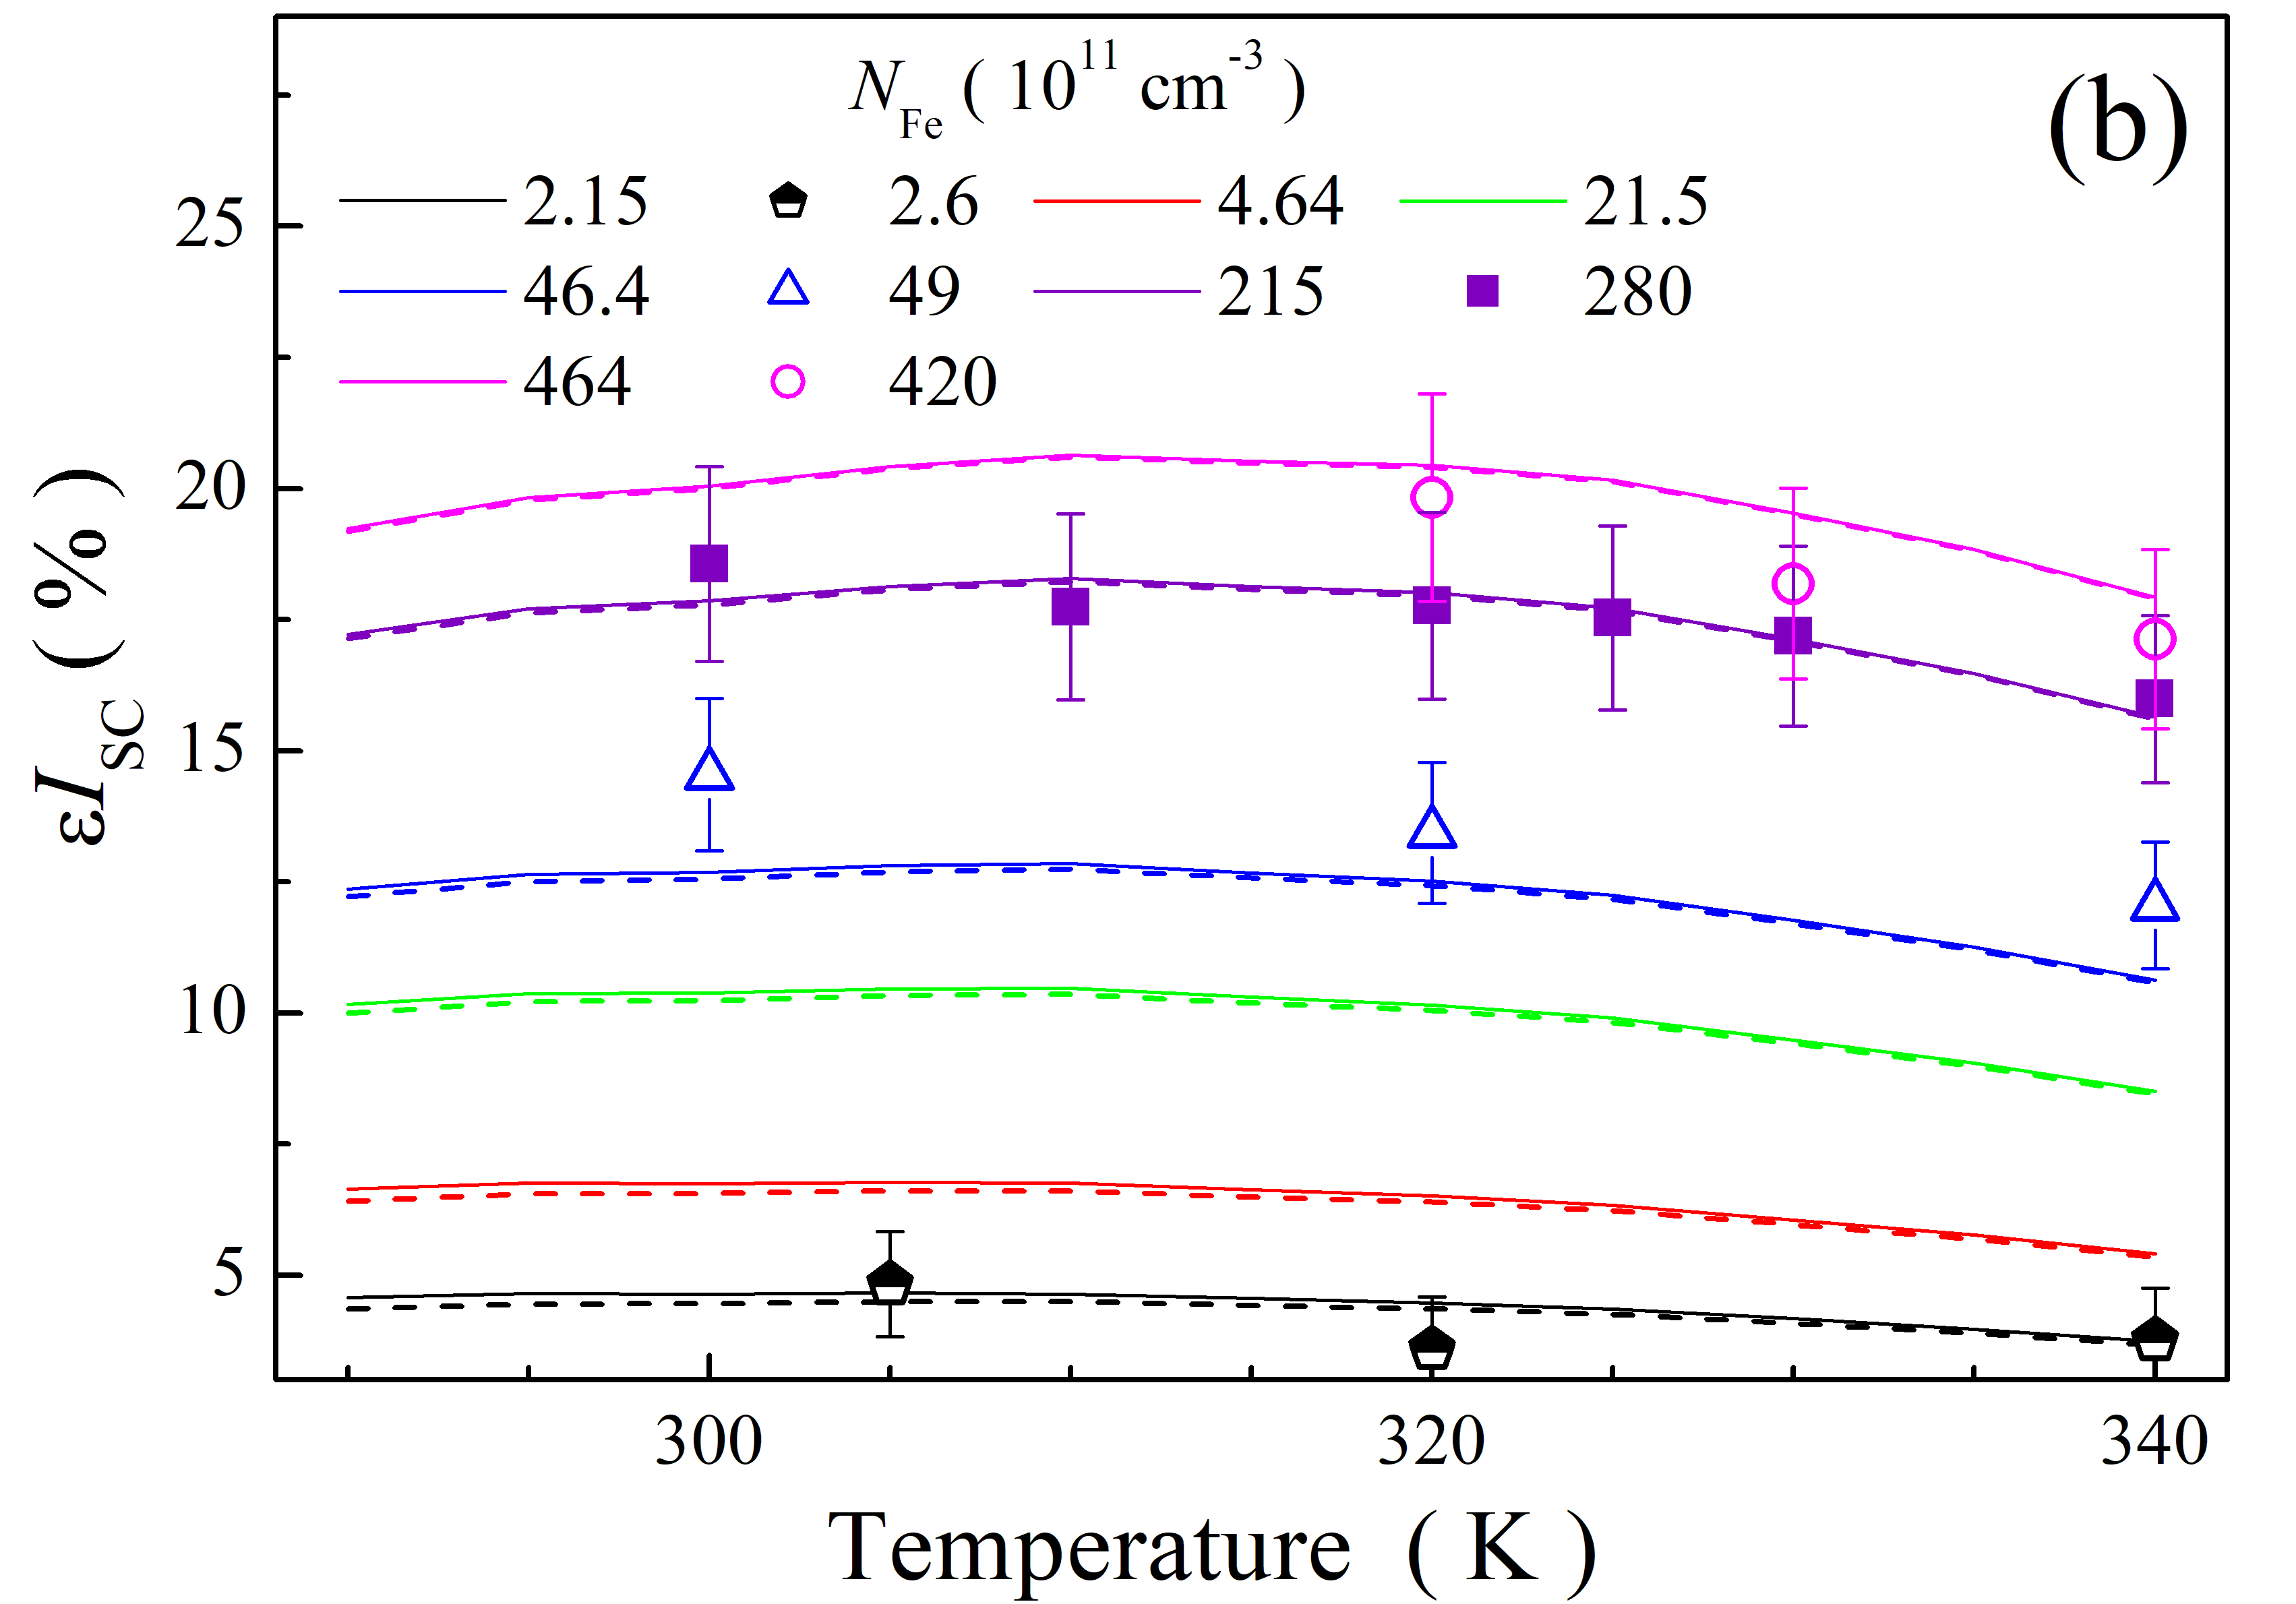 N_Fe ( 10^11 cm^-3 )
(b)
2.15 2.6 4.64 21.5
46.4 49 215 280
464 420
25
20
15
10
5
εI_SC ( % )
300 320 340
Temperature ( K )